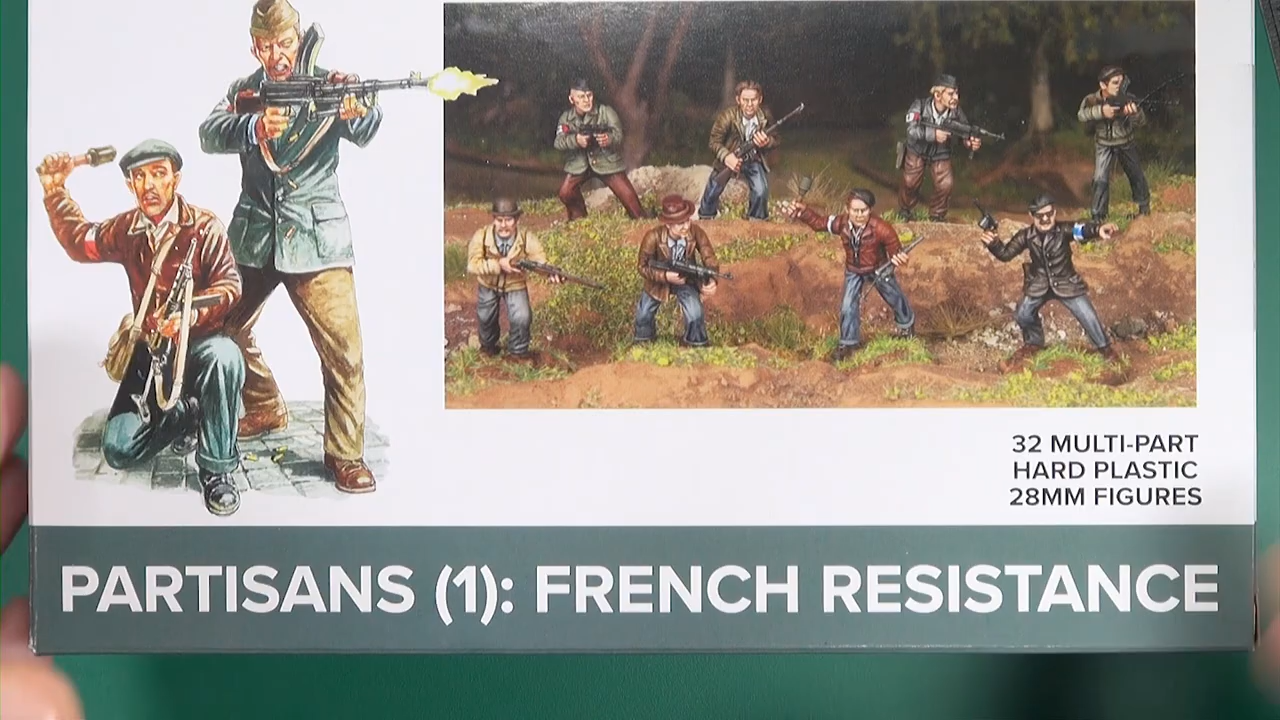 32 MULTI-PART
HARD PLASTIC
28MM FIGURES
PARTISANS (1): FRENCH RESISTANCE